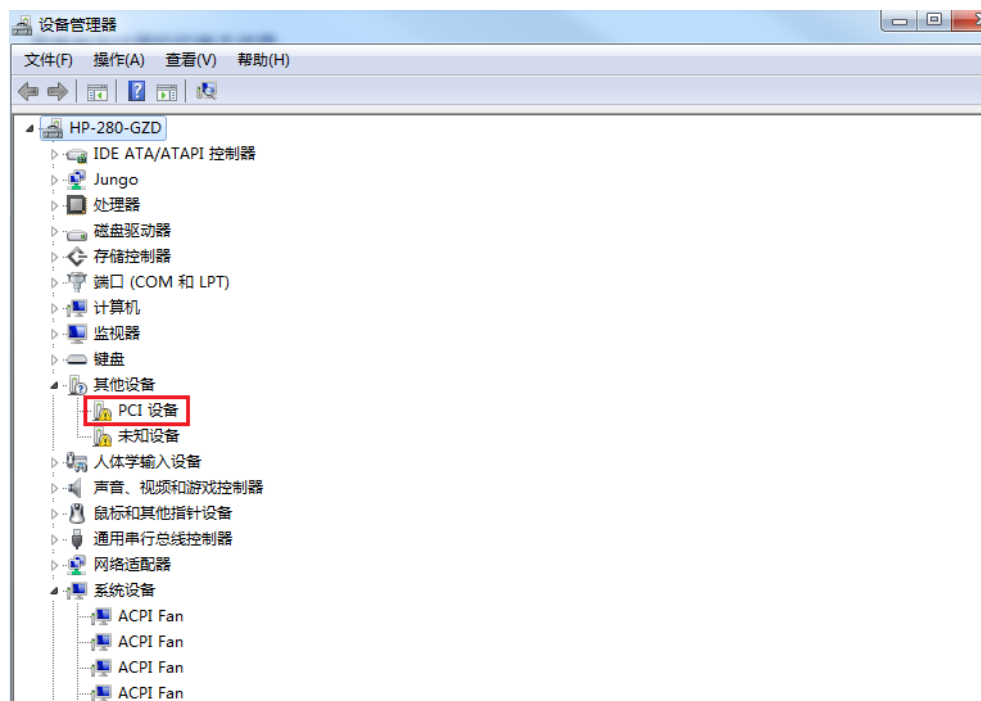 设备管理器
文件(F) 操作(A) 查看(V) 帮助(H)
HP-280-GZD
IDE ATA/ATAPI 控制器
Jungo
处理器
磁盘驱动器
存储控制器
端口 (COM 和 LPT)
计算机
监视器
键盘
其他设备
PCI 设备
未知设备
人体学输入设备
声音、视频和游戏控制器
鼠标和其他指针设备
通用串行总线控制器
网络适配器
系统设备
ACPI Fan
ACPI Fan
ACPI Fan
ACPI Fan